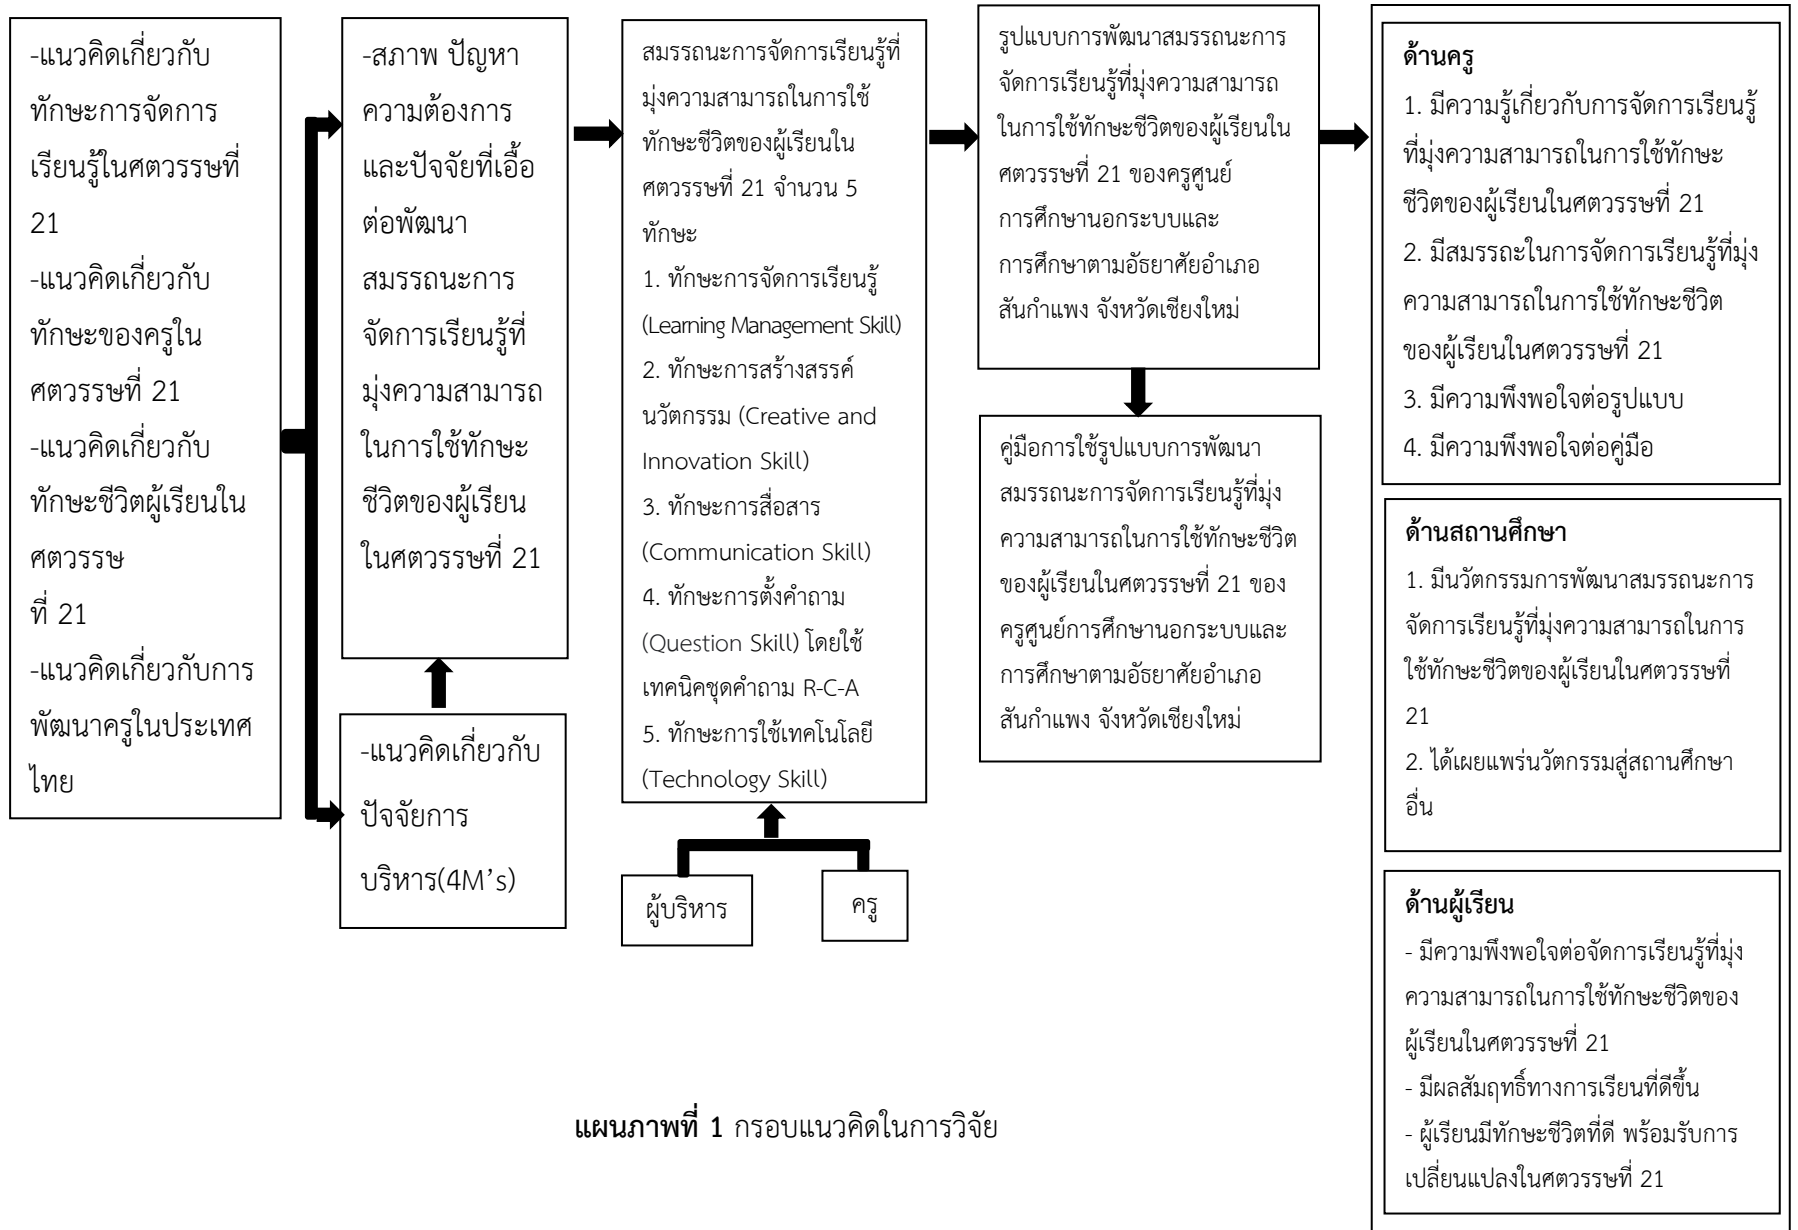 -แนวคิดเกี่ยวกับ
ทักษะการจัดการ
เรียนรู้ในศตวรรษที่
21
-แนวคิดเกี่ยวกับ
ทักษะของครูใน
ศตวรรษที่ 21
-แนวคิดเกี่ยวกับ
ทักษะชีวิตผู้เรียนใน
ศตวรรษ
ที่ 21
-แนวคิดเกี่ยวกับการ
พัฒนาครูในประเทศ
ไทย
-สภาพ ปัญหา
ความต้องการ
และปัจจัยที่เอื้อ
ต่อพัฒนา
สมรรถนะการ
จัดการเรียนรู้ที่
มุ่งความสามารถ
ในการใช้ทักษะ
ชีวิตของผู้เรียน
ในศตวรรษที่ 21
-แนวคิดเกี่ยวกับ
ปัจจัยการ
บริหาร(4M’s)
สมรรถนะการจัดการเรียนรู้ที่
มุ่งความสามารถในการใช้
ทักษะชีวิตของผู้เรียนใน
ศตวรรษที่ 21 จำนวน 5
ทักษะ
1. ทักษะการจัดการเรียนรู้
(Learning Management Skill)
2. ทักษะการสร้างสรรค์
นวัตกรรม (Creative and
Innovation Skill)
3. ทักษะการสื่อสาร
(Communication Skill)
4. ทักษะการตั้งคำถาม
(Question Skill) โดยใช้
เทคนิคชุดคำถาม R-C-A
5. ทักษะการใช้เทคโนโลยี
(Technology Skill)
ผู้บริหาร
ครู
รูปแบบการพัฒนาสมรรถนะการ
จัดการเรียนรู้ที่มุ่งความสามารถ
ในการใช้ทักษะชีวิตของผู้เรียนใน
ศตวรรษที่ 21 ของครูศูนย์
การศึกษานอกระบบและ
การศึกษาตามอัธยาศัยอำเภอ
สันกำแพง จังหวัดเชียงใหม่
คู่มือการใช้รูปแบบการพัฒนา
สมรรถนะการจัดการเรียนรู้ที่มุ่ง
ความสามารถในการใช้ทักษะชีวิต
ของผู้เรียนในศตวรรษที่ 21 ของ
ครูศูนย์การศึกษานอกระบบและ
การศึกษาตามอัธยาศัยอำเภอ
สันกำแพง จังหวัดเชียงใหม่
ด้านครู
1. มีความรู้เกี่ยวกับการจัดการเรียนรู้
ที่มุ่งความสามารถในการใช้ทักษะ
ชีวิตของผู้เรียนในศตวรรษที่ 21
2. มีสมรรถะในการจัดการเรียนรู้ที่มุ่ง
ความสามารถในการใช้ทักษะชีวิต
ของผู้เรียนในศตวรรษที่ 21
3. มีความพึงพอใจต่อรูปแบบ
4. มีความพึงพอใจต่อคู่มือ
ด้านสถานศึกษา
1. มีนวัตกรรมการพัฒนาสมรรถนะการ
จัดการเรียนรู้ที่มุ่งความสามารถในการ
ใช้ทักษะชีวิตของผู้เรียนในศตวรรษที่
21
2. ได้เผยแพร่นวัตกรรมสู่สถานศึกษา
อื่น
ด้านผู้เรียน
- มีความพึงพอใจต่อจัดการเรียนรู้ที่มุ่ง
ความสามารถในการใช้ทักษะชีวิตของ
ผู้เรียนในศตวรรษที่ 21
- มีผลสัมฤทธิ์ทางการเรียนที่ดีขึ้น
- ผู้เรียนมีทักษะชีวิตที่ดี พร้อมรับการ
เปลี่ยนแปลงในศตวรรษที่ 21
แผนภาพที่ 1 กรอบแนวคิดในการวิจัย